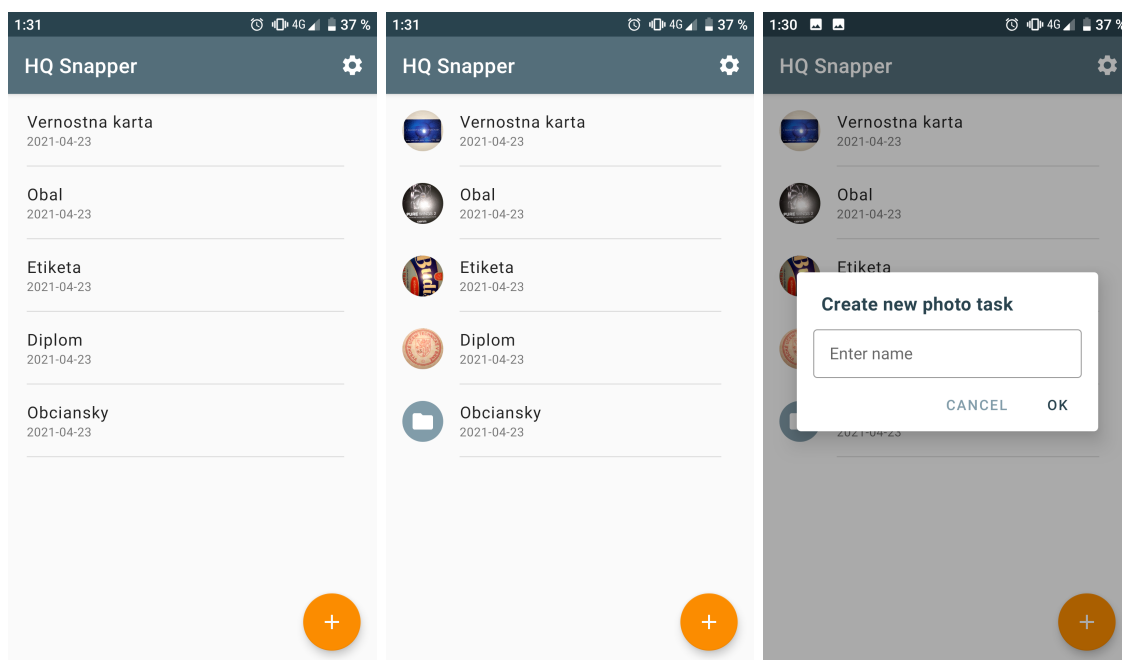 1:31 4G 37 %
HQ Snapper
Vernostna karta
2021-04-23
Obal
2021-04-23
Etiketa
2021-04-23
Diplom
2021-04-23
Obciansky
2021-04-23
+
1:31 4G 37 %
HQ Snapper
Vernostna karta
2021-04-23
Obal
2021-04-23
Etiketa
2021-04-23
Diplom
2021-04-23
Obciansky
2021-04-23
+
1:30 4G 37 %
HQ Snapper
Vernostna karta
2021-04-23
Obal
2021-04-23
Etiketa
Create new photo task
Enter name
CANCEL OK
2021-04-23
+